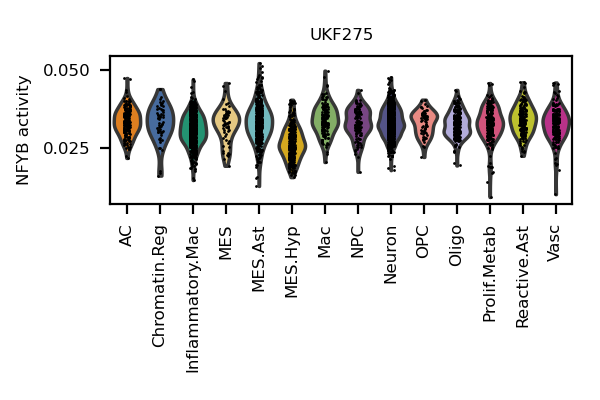 UKF275
NFYB activity
0.050
0.025
AC
Chromatin.Reg
Inflammatory.Mac
MES
MES.Ast
MES.Hyp
Mac
NPC
Neuron
OPC
Oligo
Prolif.Metab
Reactive.Ast
Vasc